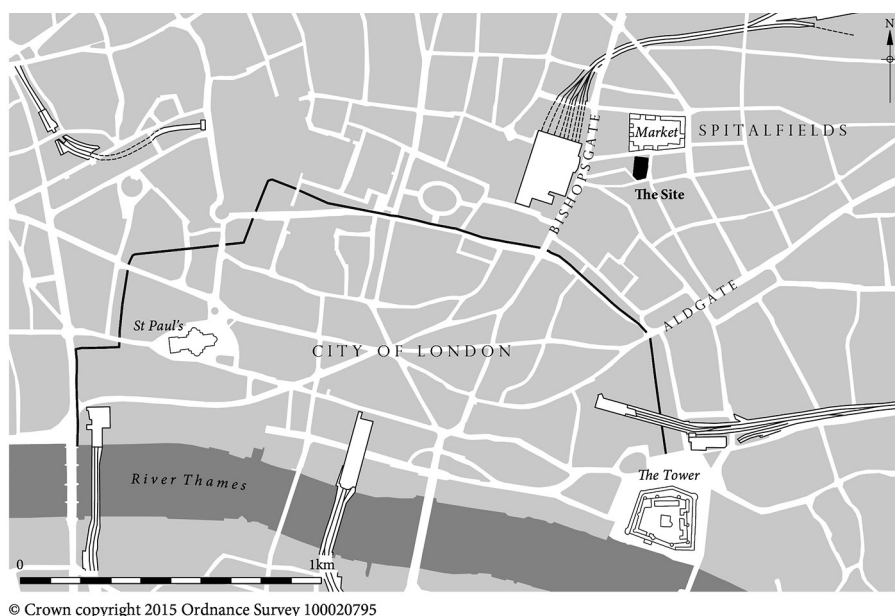 N
Market
SPITALFIELDS
BISHOPSGATE
The Site
ALDGATE
St Paul's
CITY OF LONDON
The Tower
River Thames
0 1km
© Crown copyright 2015 Ordnance Survey 100020795